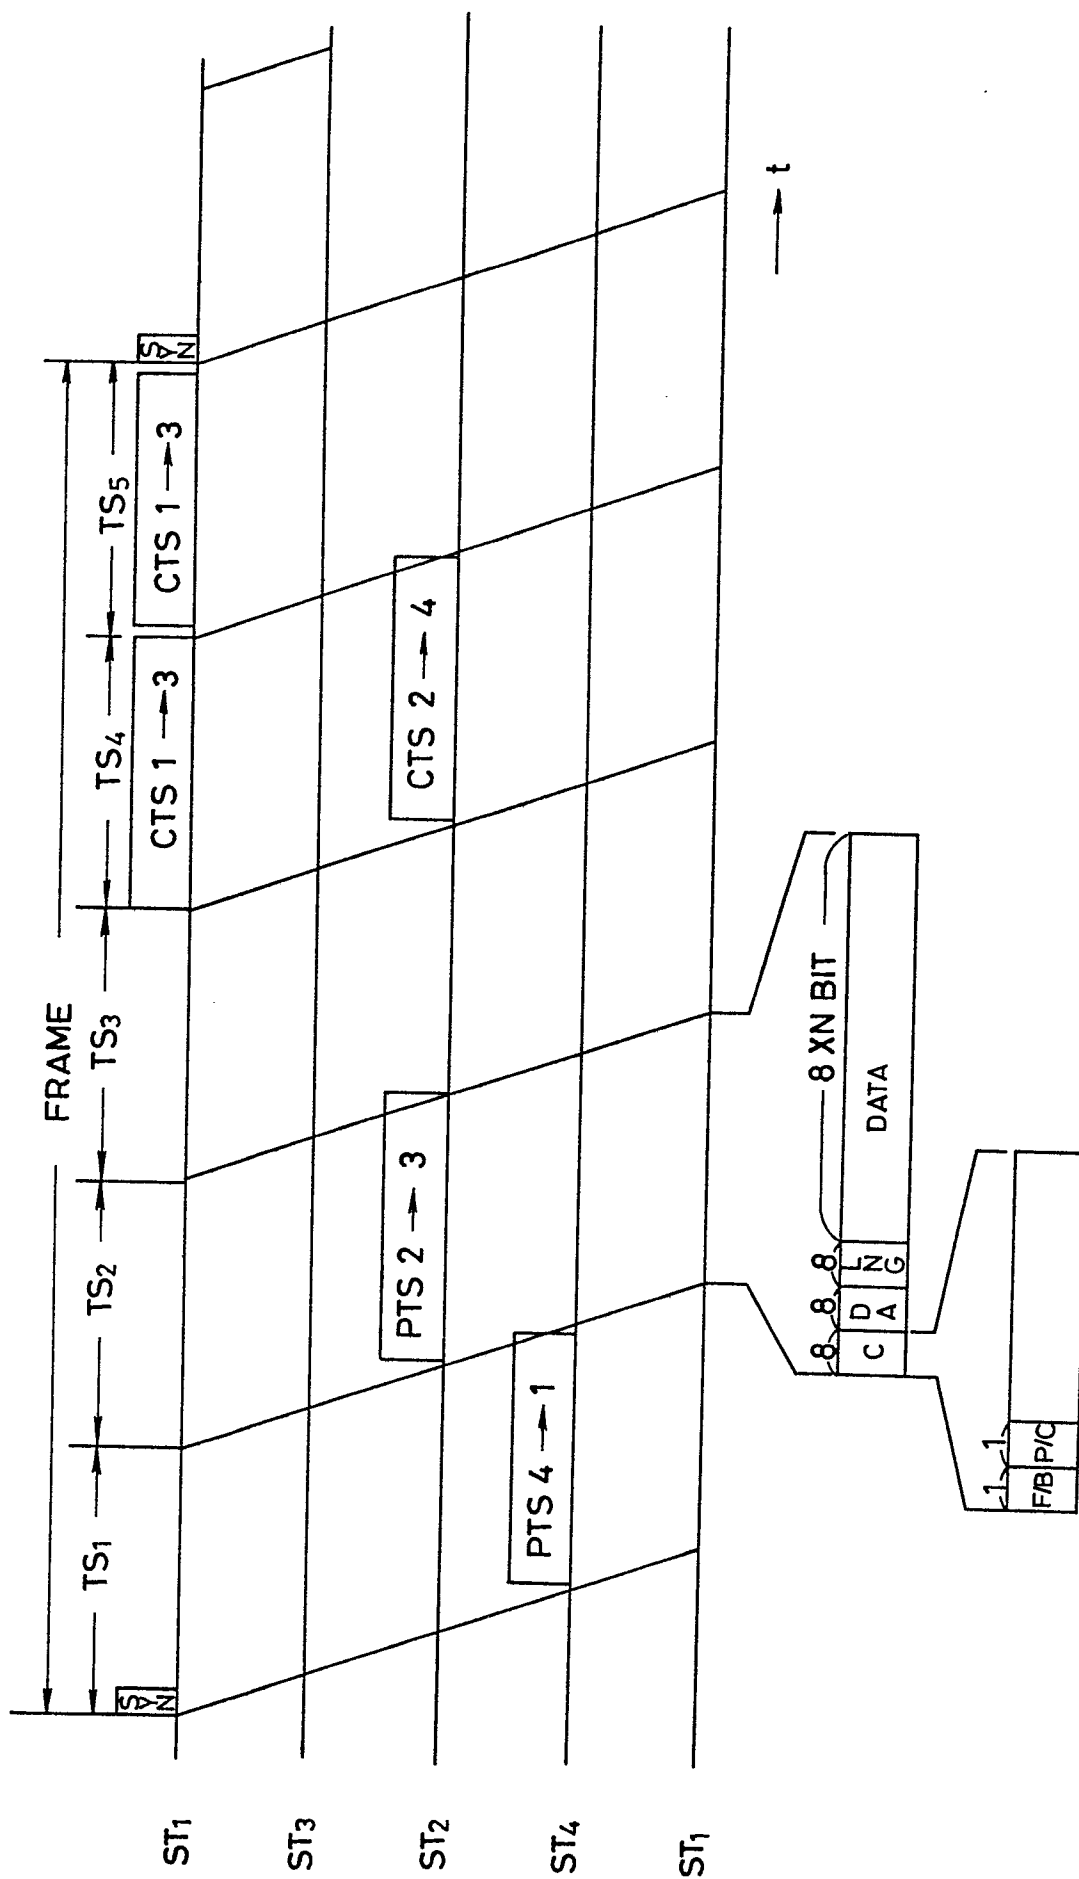 FRAME
TS1
TS2
TS3
TS4
TS5
SYN
CTS 1 → 3
CTS 1 → 3
SYN
ST1
ST3
ST2
PTS 2 → 3
CTS 2 → 4
ST4
PTS 4 → 1
ST1
t
8 8 8 8 XN BIT
C DA LNG DATA
1 1
F/B P/C